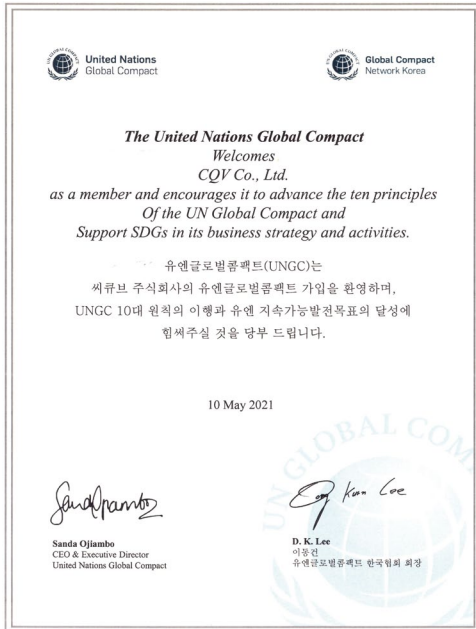 United Nations
Global Compact
Global Compact
Network Korea
The United Nations Global Compact
Welcomes
CQV Co., Ltd.
as a member and encourages it to advance the ten principles
Of the UN Global Compact and
Support SDGs in its business strategy and activities.
유엔글로벌콤팩트(UNGC)는
씨큐브 주식회사의 유엔글로벌콤팩트 가입을 환영하며,
UNGC 10대 원칙의 이행과 유엔 지속가능발전목표의 달성에
힘써주실 것을 당부 드립니다.
10 May 2021
UN GLOBAL COM
Sanda Ojiambo
CEO & Executive Director
United Nations Global Compact
D. K. Lee
이동건
유엔글로벌콤팩트 한국협회 회장